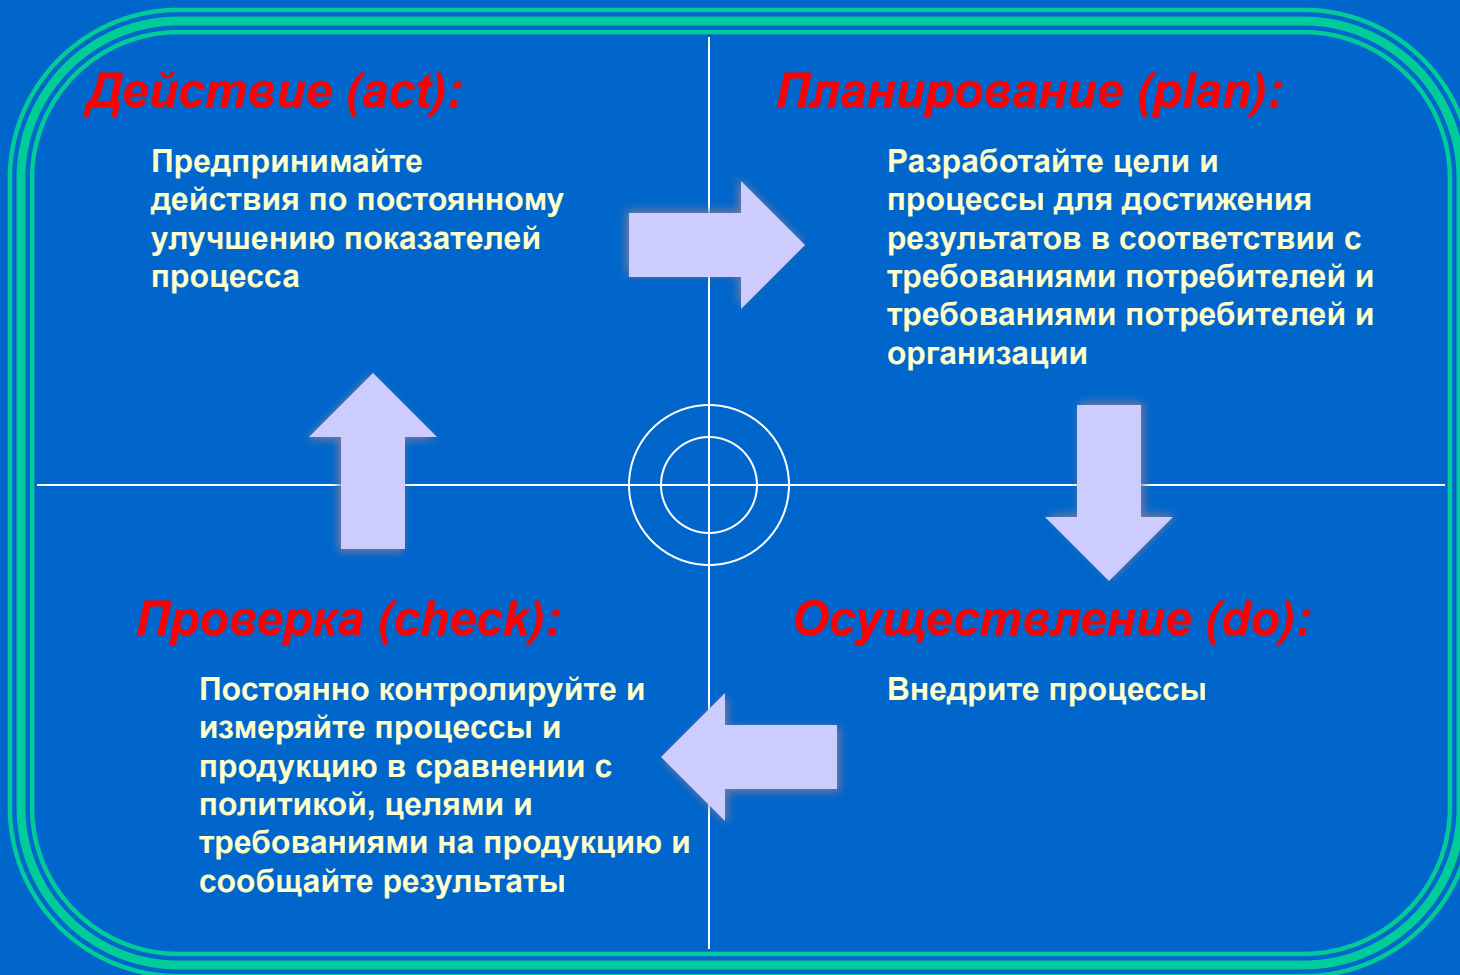 Действие (act):
Предпринимайте
действия по постоянному
улучшению показателей
процесса
Планирование (plan):
Разработайте цели и
процессы для достижения
результатов в соответствии с
требованиями потребителей и
требованиями потребителей и
организации
Проверка (check):
Постоянно контролируйте и
измеряйте процессы и
продукцию в сравнении с
политикой, целями и
требованиями на продукцию и
сообщайте результаты
Осуществление (do):
Внедрите процессы